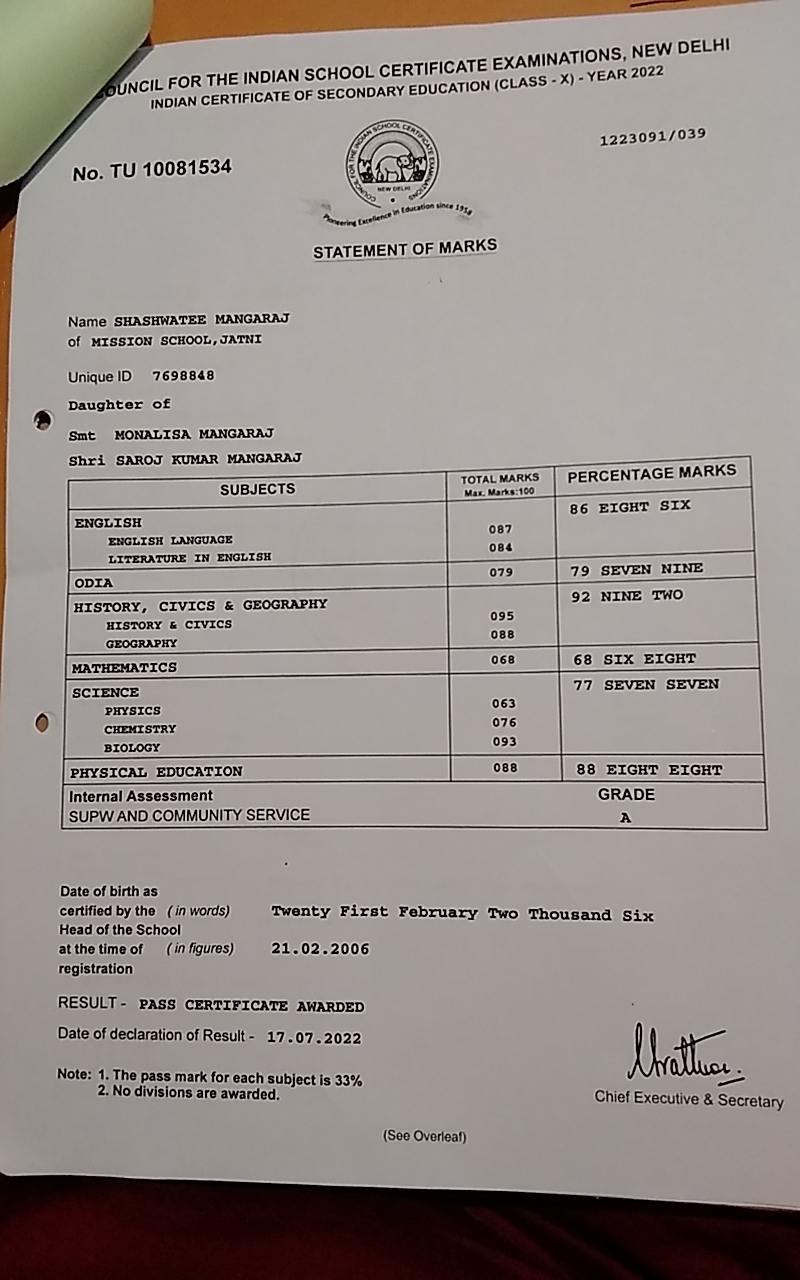 COUNCIL FOR THE INDIAN SCHOOL CERTIFICATE EXAMINATIONS, NEW DELHI
INDIAN CERTIFICATE OF SECONDARY EDUCATION (CLASS - X) - YEAR 2022
1223091/039
No. TU 10081534
COUNCIL FOR THE INDIAN SCHOOL CERTIFICATE EXAMINATIONS
NEW DELHI
Pioneering Excellence in Education since 1958
STATEMENT OF MARKS
Name SHASHWATEE MANGARAJ
of MISSION SCHOOL,JATNI
Unique ID 7698848
Daughter of
Smt MONALISA MANGARAJ
Shri SAROJ KUMAR MANGARAJ
SUBJECTS TOTAL MARKS Max. Marks:100 PERCENTAGE MARKS
ENGLISH 86 EIGHT SIX
ENGLISH LANGUAGE 087
LITERATURE IN ENGLISH 084
ODIA 079 79 SEVEN NINE
HISTORY, CIVICS & GEOGRAPHY 92 NINE TWO
HISTORY & CIVICS 095
GEOGRAPHY 088
MATHEMATICS 068 68 SIX EIGHT
SCIENCE 77 SEVEN SEVEN
PHYSICS 063
CHEMISTRY 076
BIOLOGY 093
PHYSICAL EDUCATION 088 88 EIGHT EIGHT
Internal Assessment GRADE
SUPW AND COMMUNITY SERVICE A
Date of birth as
certified by the (in words) Twenty First February Two Thousand Six
Head of the School
at the time of (in figures) 21.02.2006
registration
RESULT - PASS CERTIFICATE AWARDED
Date of declaration of Result - 17.07.2022
Note: 1. The pass mark for each subject is 33%
2. No divisions are awarded.
Chief Executive & Secretary
(See Overleaf)